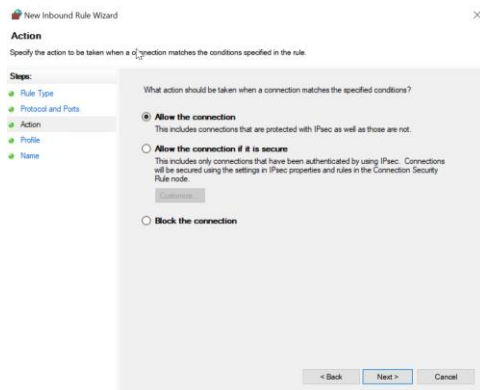 New Inbound Rule Wizard
Action
Specify the action to be taken when a connection matches the conditions specified in the rule.
Steps:
Rule Type
Protocol and Ports
Action
Profile
Name
What action should be taken when a connection matches the specified conditions?
Allow the connection
This includes connections that are protected with IPsec as well as those are not.
Allow the connection if it is secure
This includes only connections that have been authenticated by using IPsec. Connections
will be secured using the settings in IPsec properties and rules in the Connection Security
Rule node.
Customize...
Block the connection
< Back
Next >
Cancel